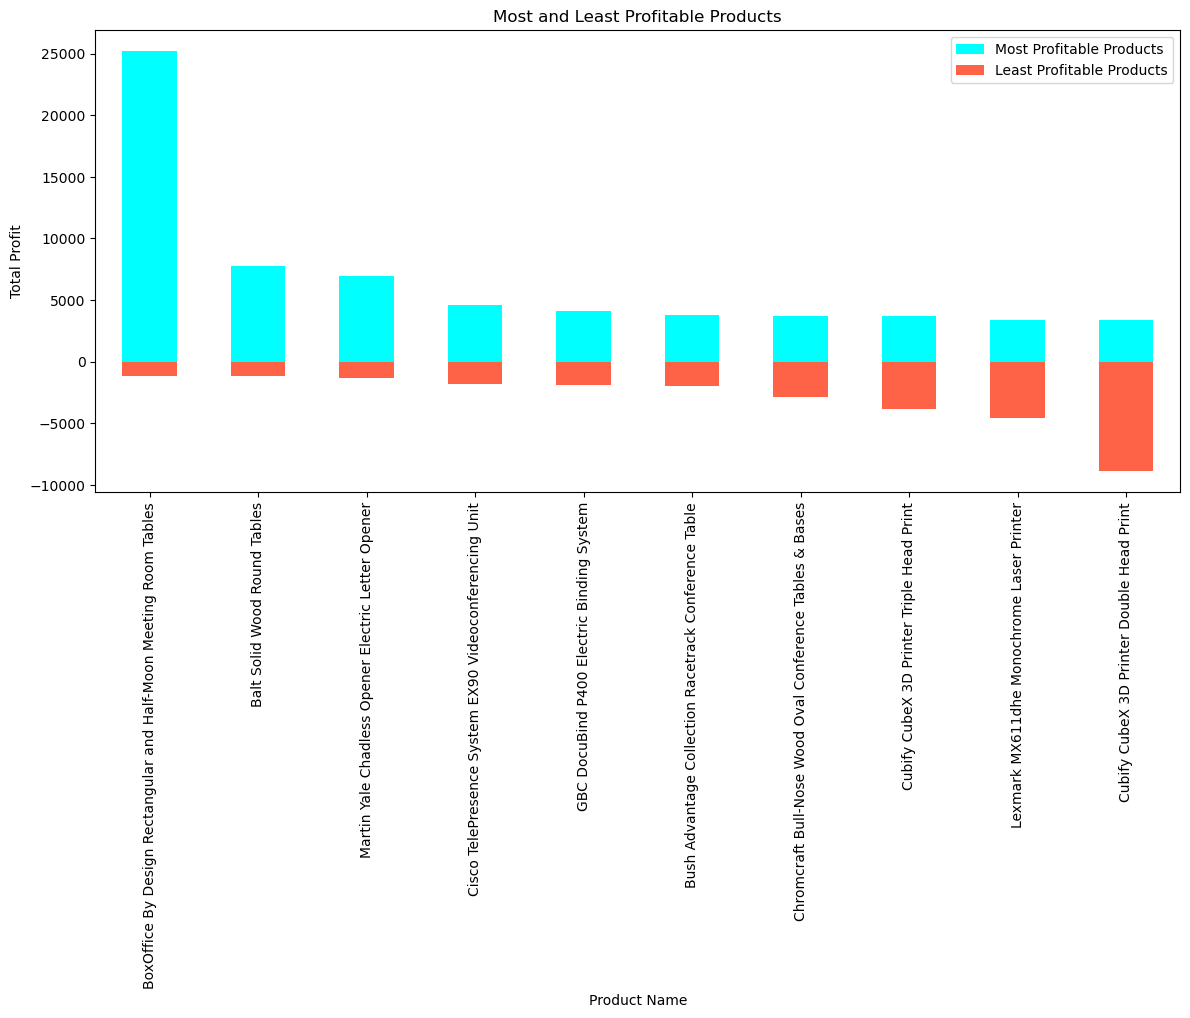 Most and Least Profitable Products
Most Profitable Products
Least Profitable Products
Total Profit
25000
20000
15000
10000
5000
0
−5000
−10000
BoxOffice By Design Rectangular and Half-Moon Meeting Room Tables
Balt Solid Wood Round Tables
Martin Yale Chadless Opener Electric Letter Opener
Cisco TelePresence System EX90 Videoconferencing Unit
GBC DocuBind P400 Electric Binding System
Bush Advantage Collection Racetrack Conference Table
Chromcraft Bull-Nose Wood Oval Conference Tables & Bases
Cubify CubeX 3D Printer Triple Head Print
Lexmark MX611dhe Monochrome Laser Printer
Cubify CubeX 3D Printer Double Head Print
Product Name